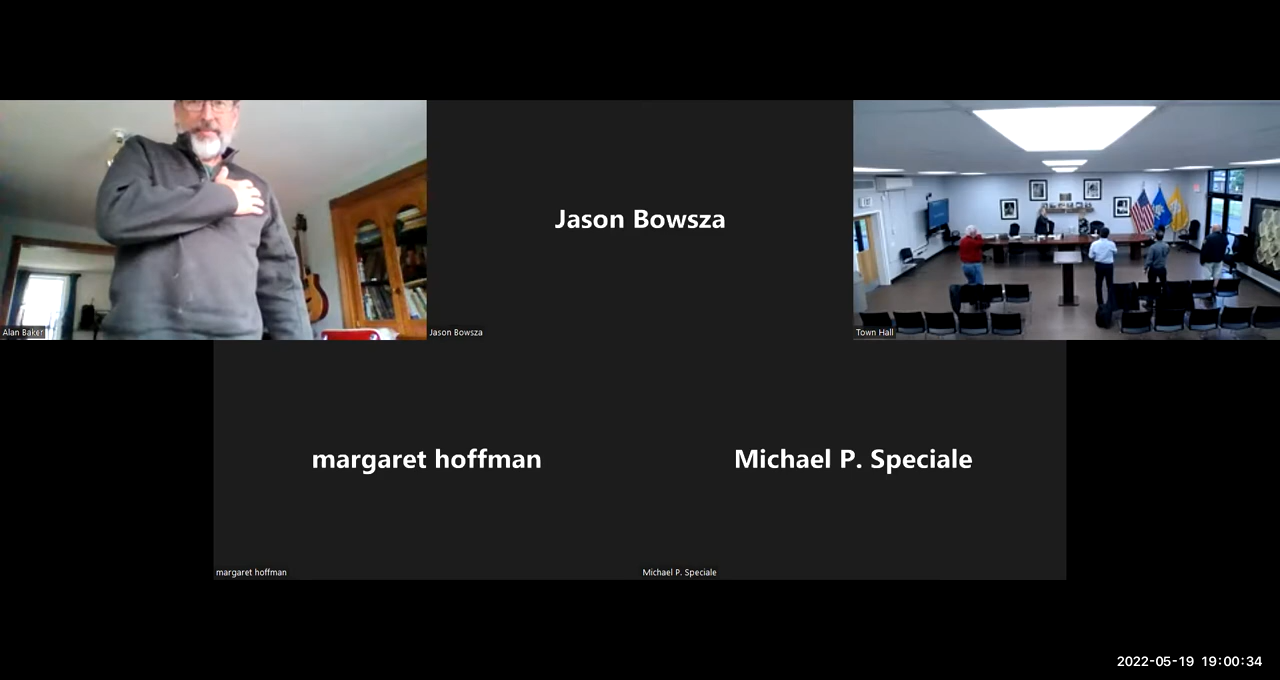 Jason Bowsza
Alan Baker
Jason Bowsza
Town Hall
margaret hoffman
Michael P. Speciale
margaret hoffman
Michael P. Speciale
2022-05-19 19:00:34